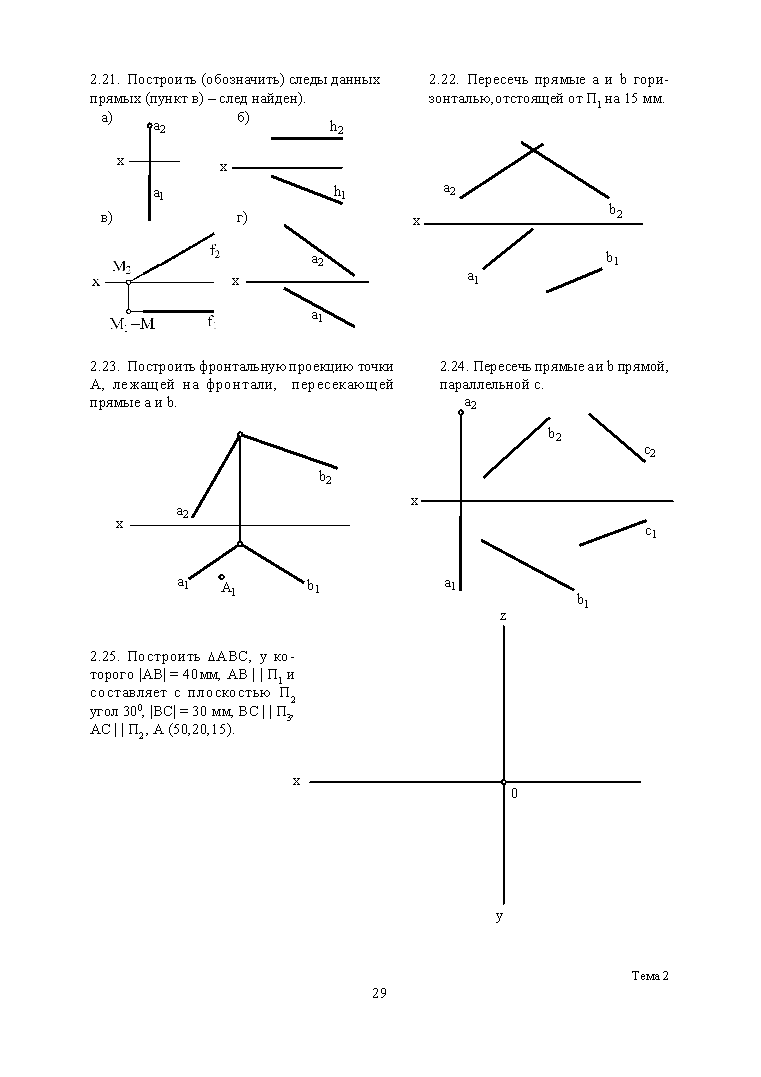 2.21. Построить (обозначить) следы данных
прямых (пункт в) – след найден).
а)
a2
x
a1
б)
h2
x
h1
в)
f2
M2
x
M1 =M
f1
г)
a2
x
a1
2.22. Пересечь прямые a и b гори-
зонталью, отстоящей от П1 на 15 мм.
a2
b2
x
b1
a1
2.23. Построить фронтальную проекцию точки
А, лежащей на фронтали, пересекающей
прямые a и b.
b2
a2
x
a1
A1
b1
2.24. Пересечь прямые a и b прямой,
параллельной c.
a2
b2
c2
x
c1
a1
b1
2.25. Построить ΔАВС, у ко-
торого |АВ| = 40мм, АВ | | П1 и
составляет с плоскостью П2
угол 30⁰, |ВС| = 30 мм, ВС | | П3,
АС | | П2, А (50,20,15).
z
x
0
y
Тема 2
29